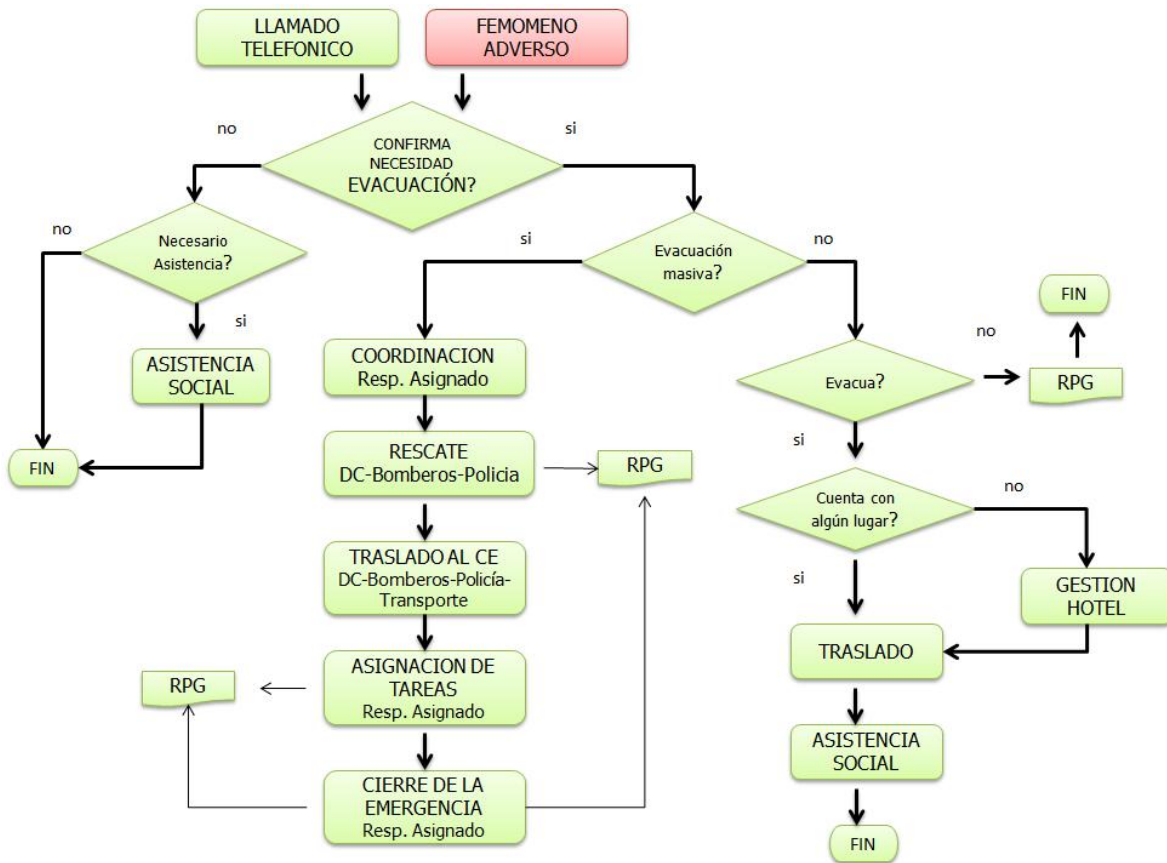 LLAMADO
TELEFONICO
FEMOMENO
ADVERSO
no
si
CONFIRMA
NECESIDAD
EVACUACIÓN?
no
Necesario
Asistencia?
si
Evacuación
masiva?
no
si
ASISTENCIA
SOCIAL
FIN
COORDINACION
Resp. Asignado
RESCATE
DC-Bomberos-Policia
RPG
TRASLADO AL CE
DC-Bomberos-Policía-
Transporte
ASIGNACION DE
TAREAS
Resp. Asignado
RPG
CIERRE DE LA
EMERGENCIA
Resp. Asignado
Evacua?
no
RPG
FIN
si
Cuenta con
algún lugar?
no
si
GESTION
HOTEL
TRASLADO
ASISTENCIA
SOCIAL
FIN